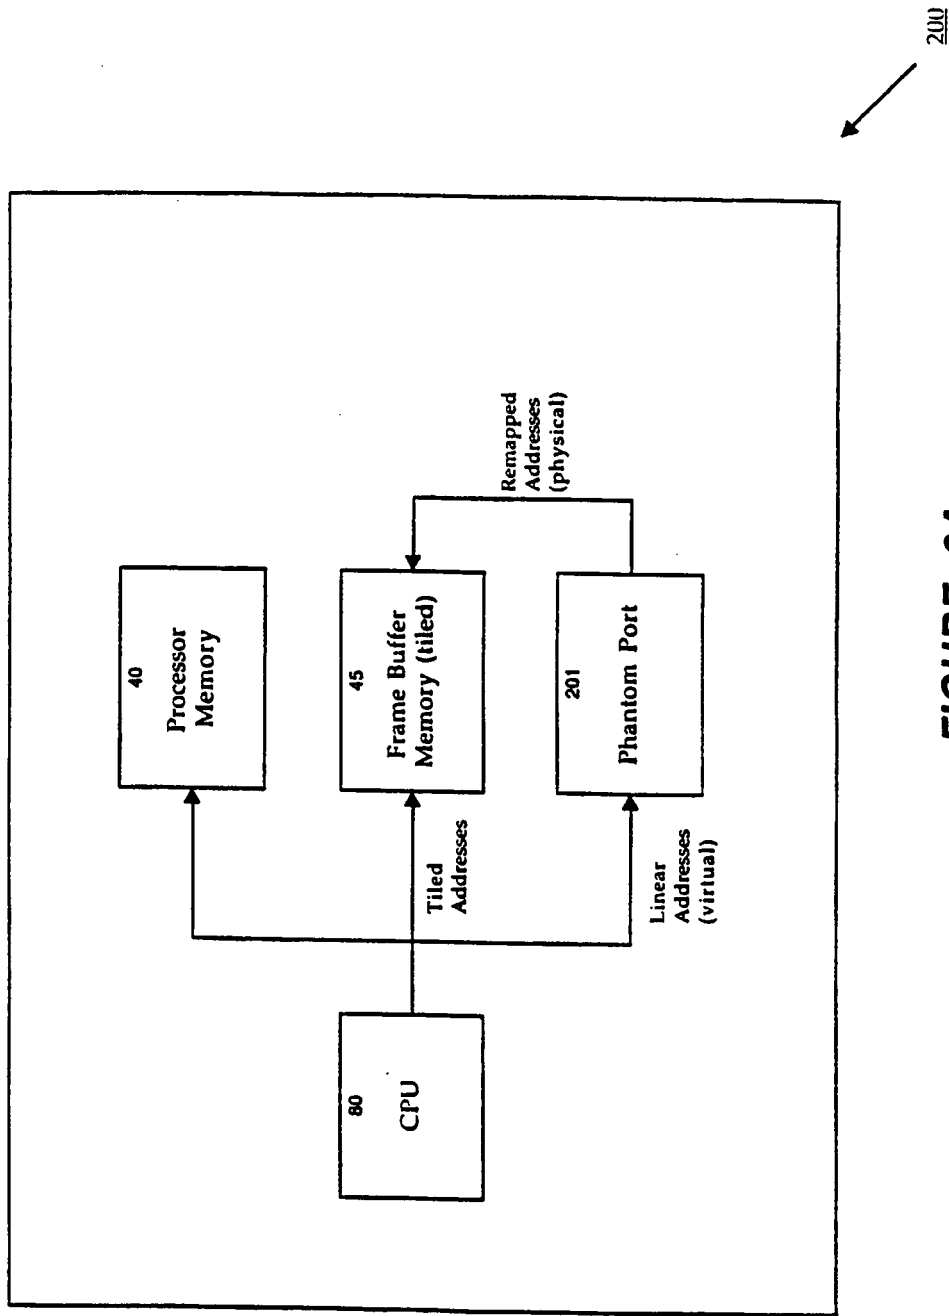 40
Processor
Memory
80
CPU
Tiled
Addresses
45
Frame Buffer
Memory (tiled)
Remapped
Addresses
(physical)
Linear
Addresses
(virtual)
201
Phantom Port
200
FIGURE